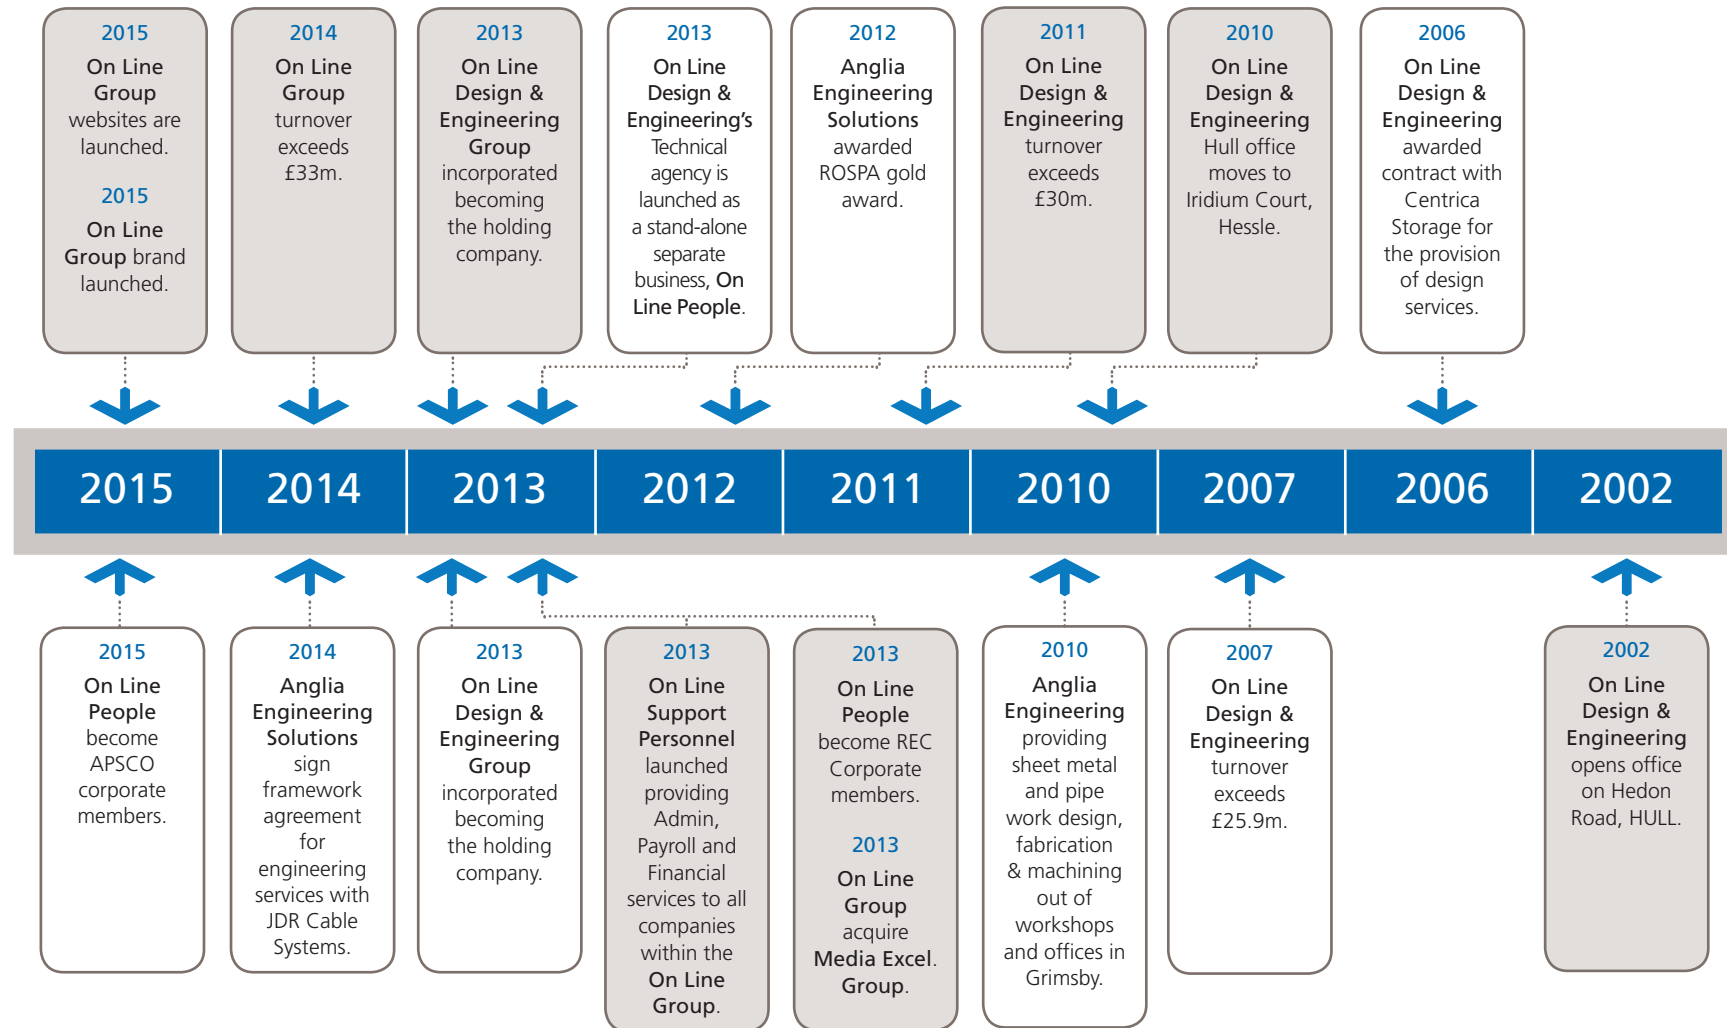 2015
On Line
Group
websites are
launched.
2015
On Line
Group brand
launched.
2014
On Line
Group
turnover
exceeds
£33m.
2013
On Line
Design &
Engineering
Group
incorporated
becoming
the holding
company.
2013
On Line
Design &
Engineering's
Technical
agency is
launched as
a stand-alone
separate
business, On
Line People.
2012
Anglia
Engineering
Solutions
awarded
ROSPA gold
award.
2011
On Line
Design &
Engineering
turnover
exceeds
£30m.
2010
On Line
Design &
Engineering
Hull office
moves to
Iridium Court,
Hessle.
2006
On Line
Design &
Engineering
awarded
contract with
Centrica
Storage for
the provision
of design
services.
2015 2014 2013 2012 2011 2010 2007 2006 2002
2015
On Line
People
become
APSCO
corporate
members.
2014
Anglia
Engineering
Solutions
sign
framework
agreement
for
engineering
services with
JDR Cable
Systems.
2013
On Line
Design &
Engineering
Group
incorporated
becoming
the holding
company.
2013
On Line
Support
Personnel
launched
providing
Admin,
Payroll and
Financial
services to all
companies
within the
On Line
Group.
2013
On Line
People
become REC
Corporate
members.
2013
On Line
Group
acquire
Media Excel.
Group.
2010
Anglia
Engineering
providing
sheet metal
and pipe
work design,
fabrication
& machining
out of
workshops
and offices in
Grimsby.
2007
On Line
Design &
Engineering
turnover
exceeds
£25.9m.
2002
On Line
Design &
Engineering
opens office
on Hedon
Road, HULL.